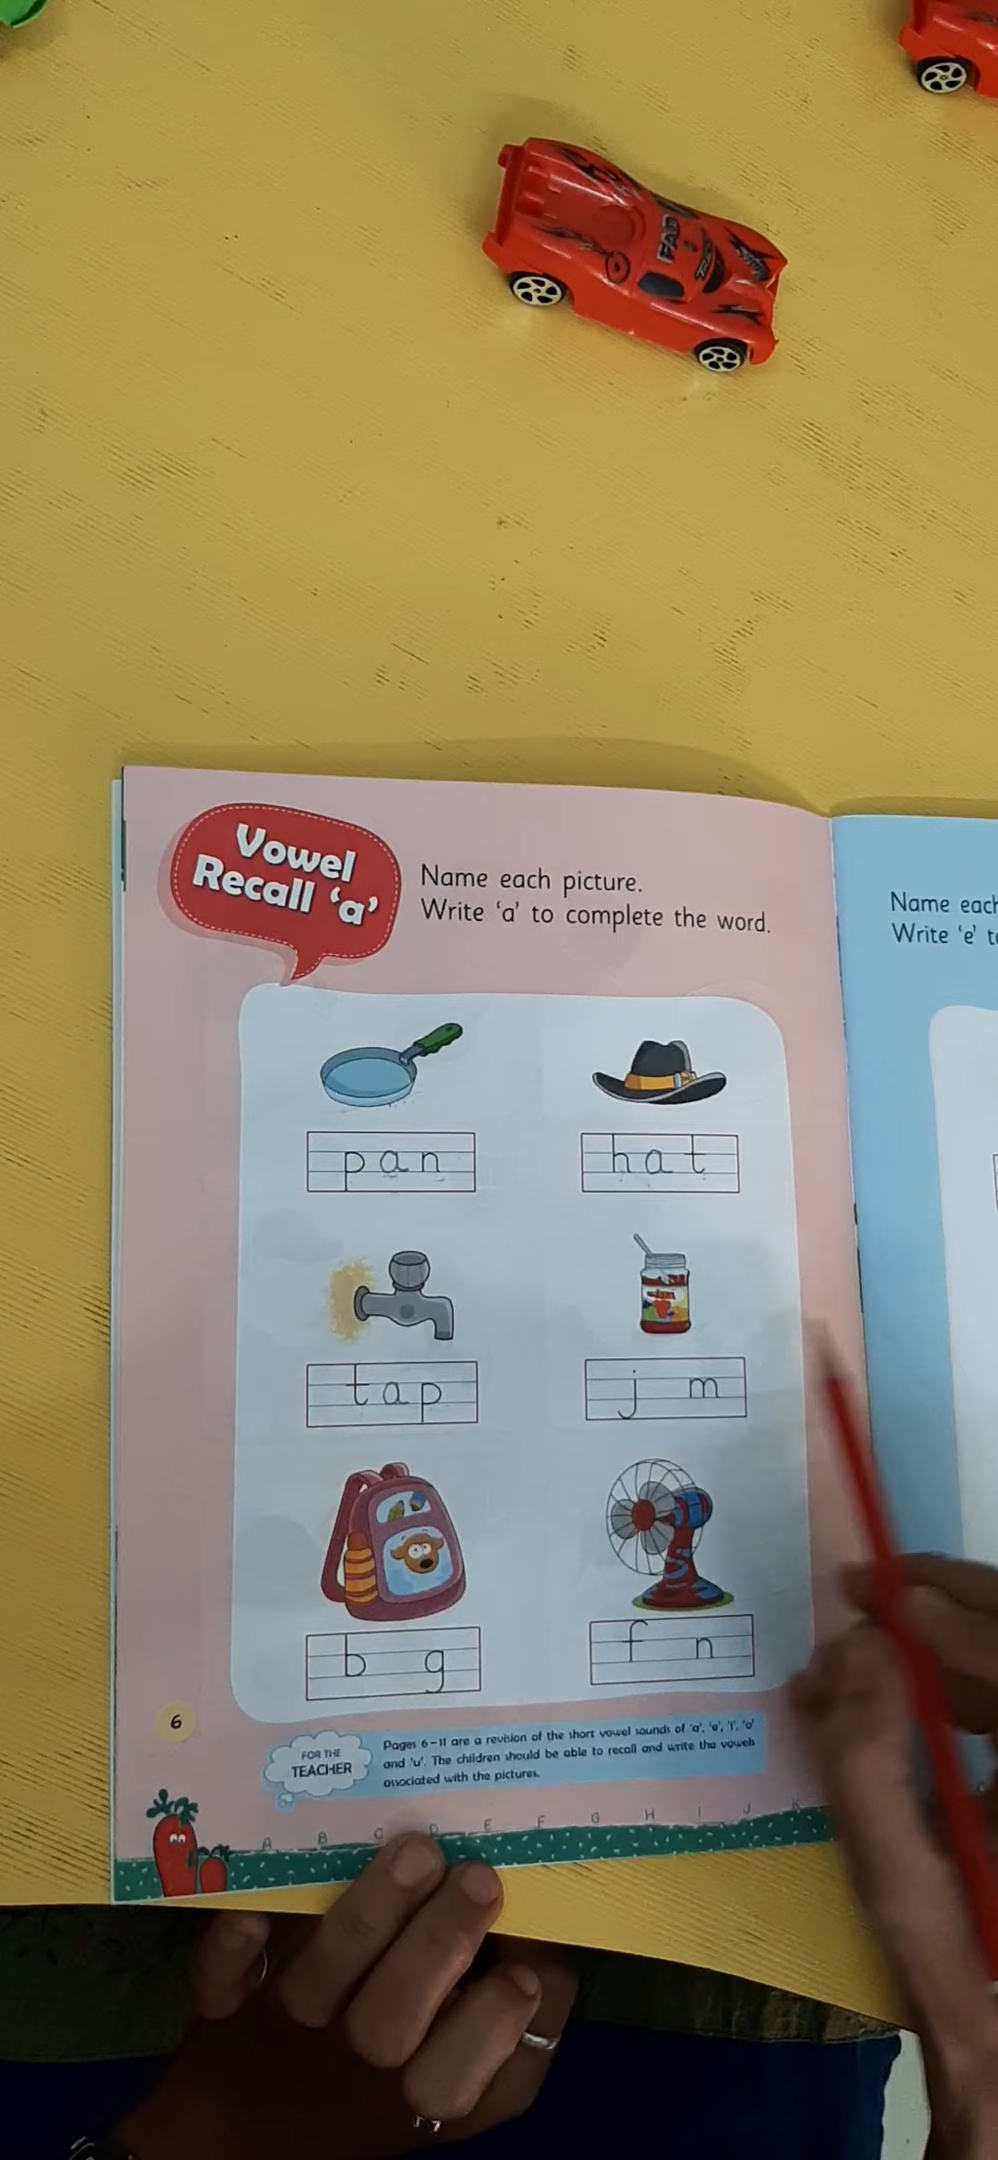 FAB
Vowel
Recall 'a'
Name each picture.
Write 'a' to complete the word.
Name each
Write 'e' to
pan
hat
tap
j m
b g
f n
6
FOR THE
TEACHER
Pages 6-11 are a revision of the short vowel sounds of 'a', 'e', 'i', 'o'
and 'u'. The children should be able to recall and write the vowels
associated with the pictures.
A B C D E F G H I J K